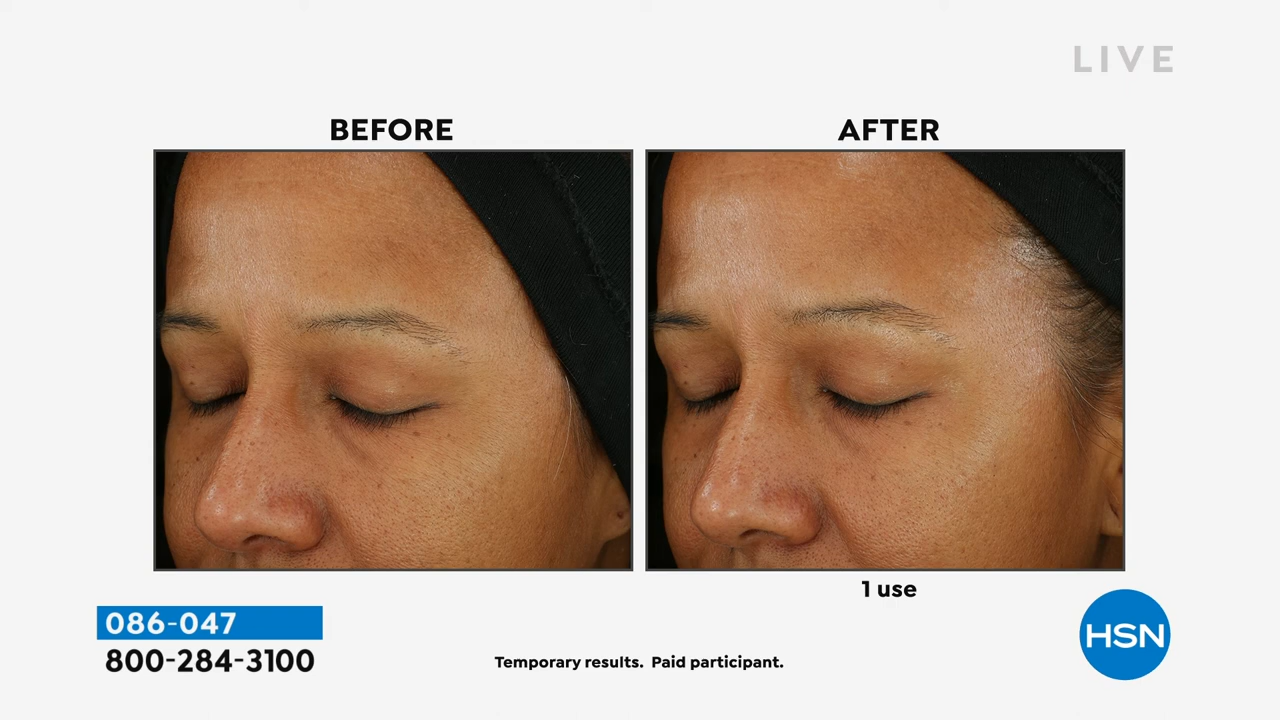 LIVE
BEFORE
AFTER
1 use
086-047
800-284-3100
Temporary results.  Paid participant.
HSN